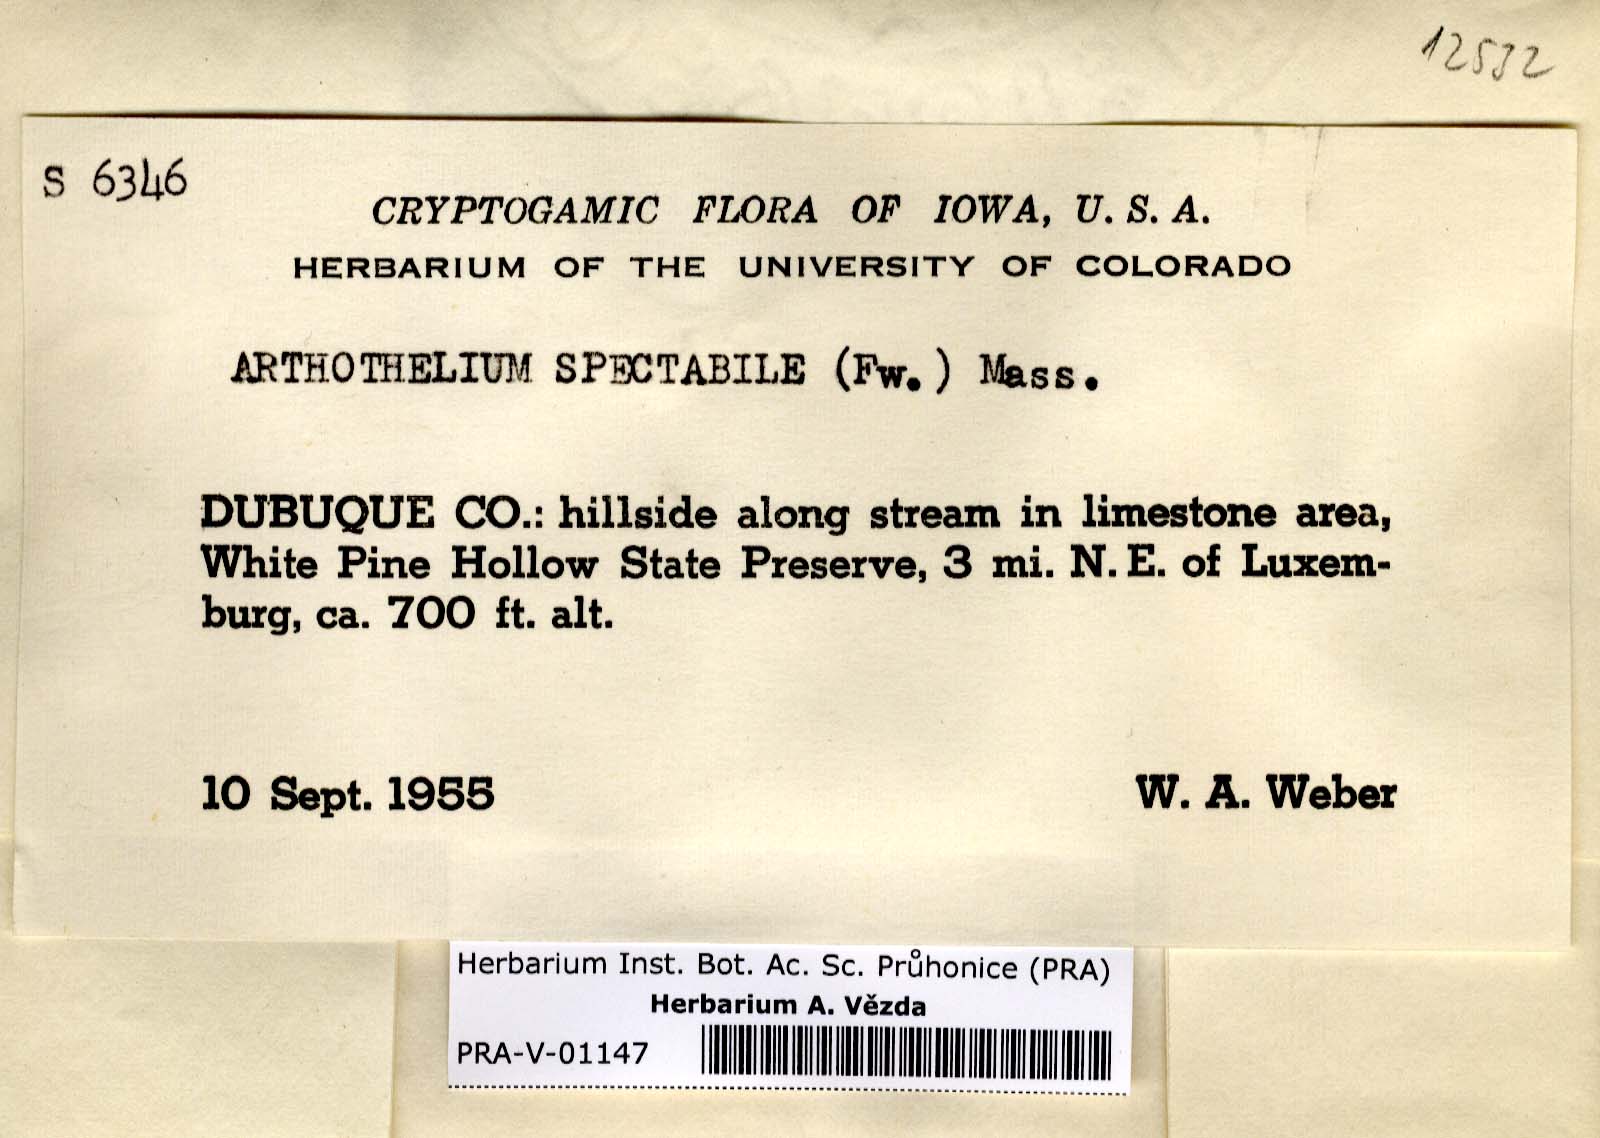 12532
S 6346
CRYPTOGAMIC FLORA OF IOWA, U. S. A.
HERBARIUM OF THE UNIVERSITY OF COLORADO
ARTHOTHELIUM SPECTABILE (Fw.) Mass.
DUBUQUE CO.: hillside along stream in limestone area,
White Pine Hollow State Preserve, 3 mi. N. E. of Luxem-
burg, ca. 700 ft. alt.
10 Sept. 1955 W. A. Weber
Herbarium Inst. Bot. Ac. Sc. Průhonice (PRA)
Herbarium A. Vězda
PRA-V-01147